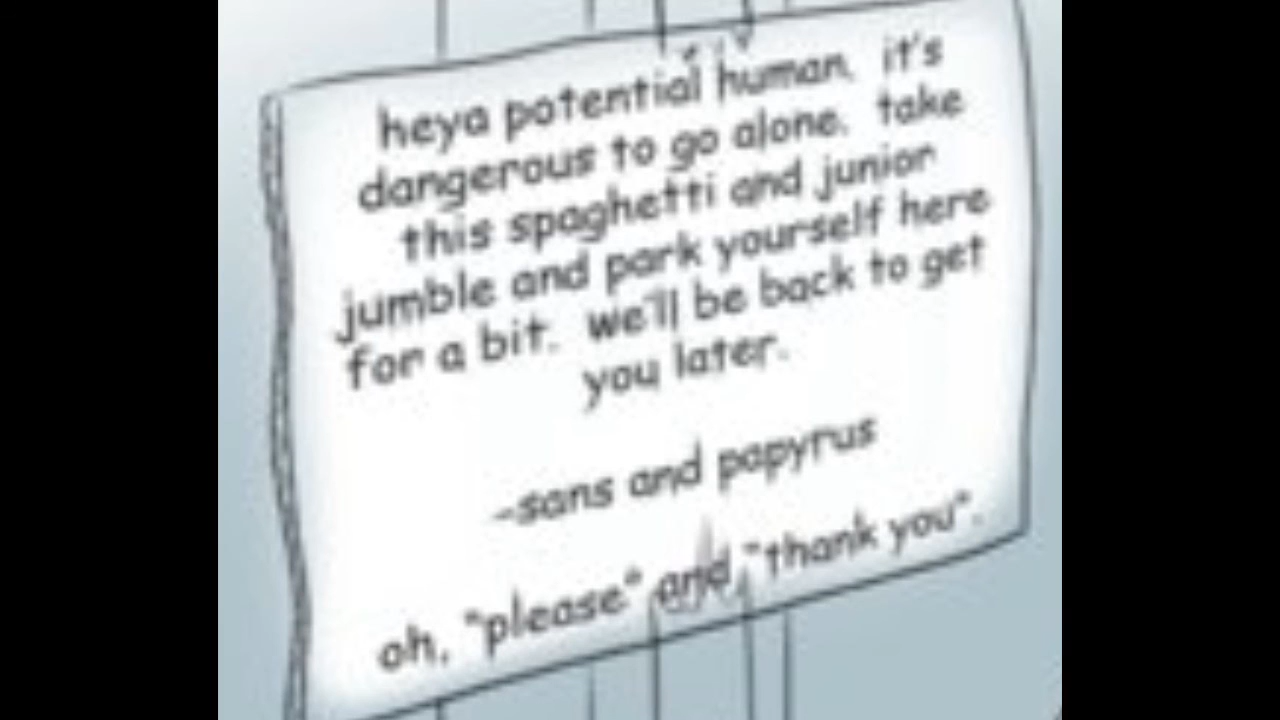 heya potential human. it's
dangerous to go alone. take
this spaghetti and junior
jumble and park yourself here
for a bit. we'll be back to get
you later.
-sans and papyrus
oh, "please" and "thank you".